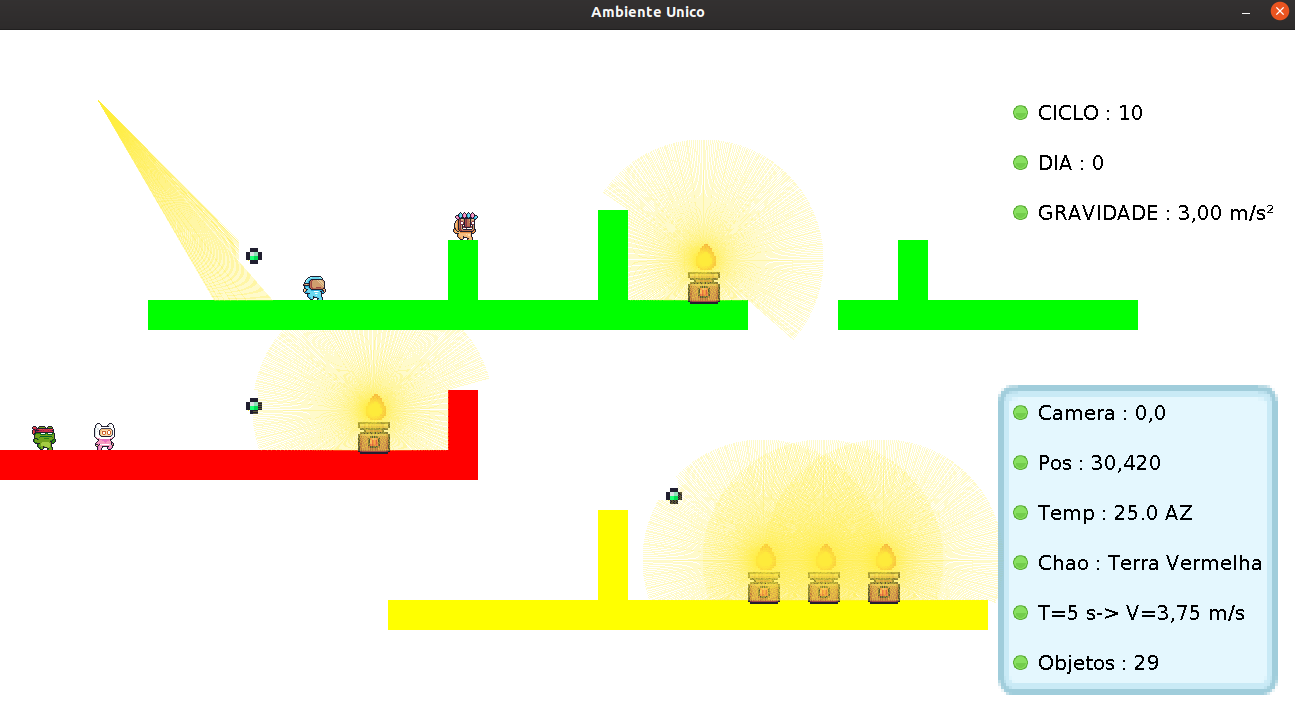 Ambiente Unico
CICLO : 10
DIA : 0
GRAVIDADE : 3,00 m/s²
Camera : 0,0
Pos : 30,420
Temp : 25.0 AZ
Chao : Terra Vermelha
T=5 s-> V=3,75 m/s
Objetos : 29